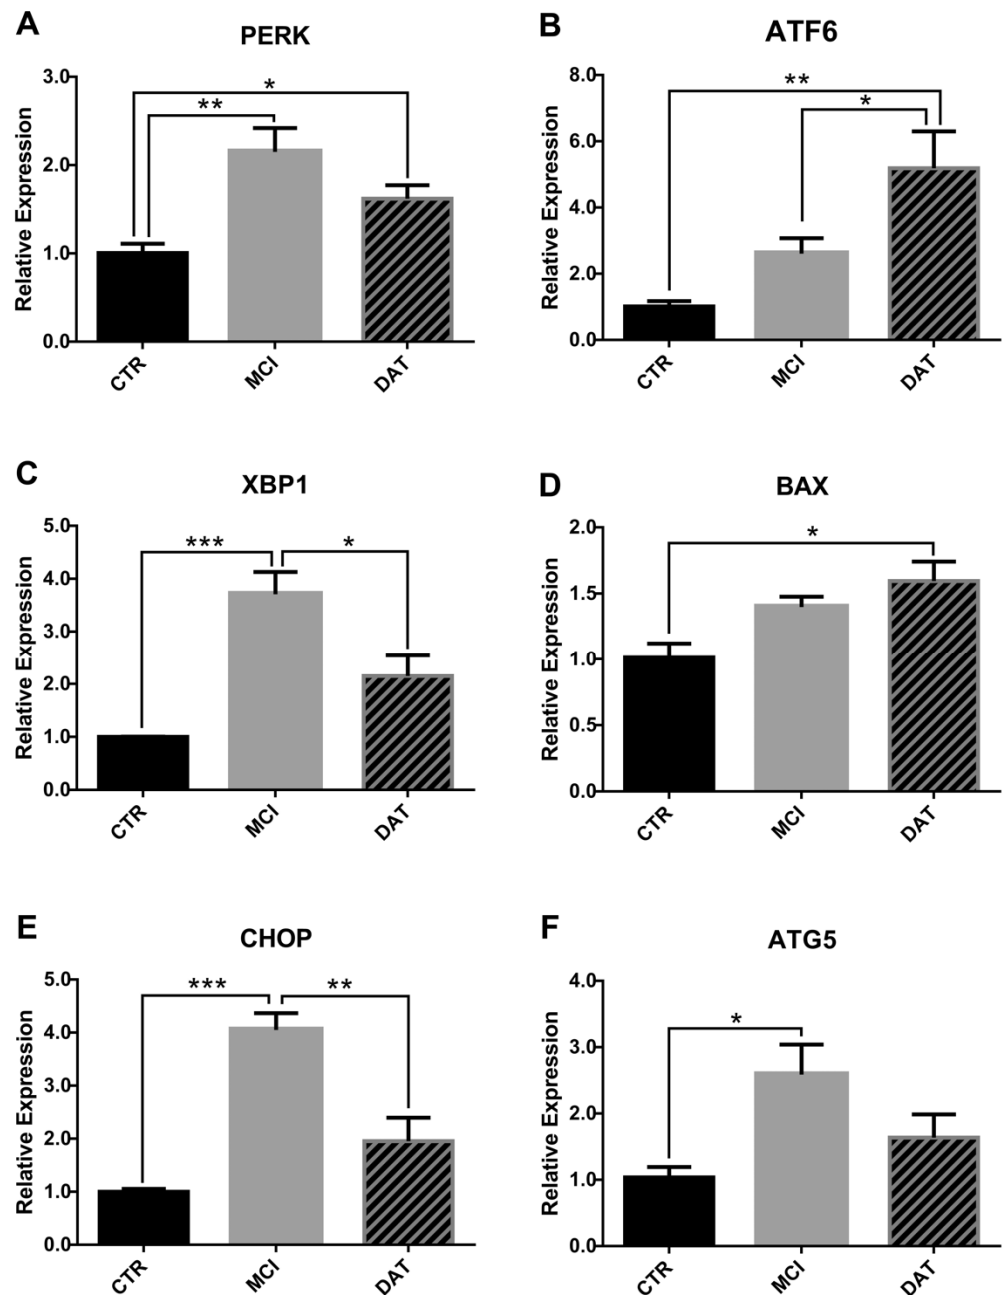 A
PERK
Relative Expression
3.0
2.0
1.0
0.0
*
**
CTR
MCI
DAT
B
ATF6
Relative Expression
8.0
6.0
4.0
2.0
0.0
**
*
CTR
MCI
DAT
C
XBP1
Relative Expression
5.0
4.0
3.0
2.0
1.0
0.0
***
*
CTR
MCI
DAT
D
BAX
Relative Expression
2.0
1.5
1.0
0.5
0.0
*
CTR
MCI
DAT
E
CHOP
Relative Expression
5.0
4.0
3.0
2.0
1.0
0.0
***
**
CTR
MCI
DAT
F
ATG5
Relative Expression
4.0
3.0
2.0
1.0
0.0
*
CTR
MCI
DAT